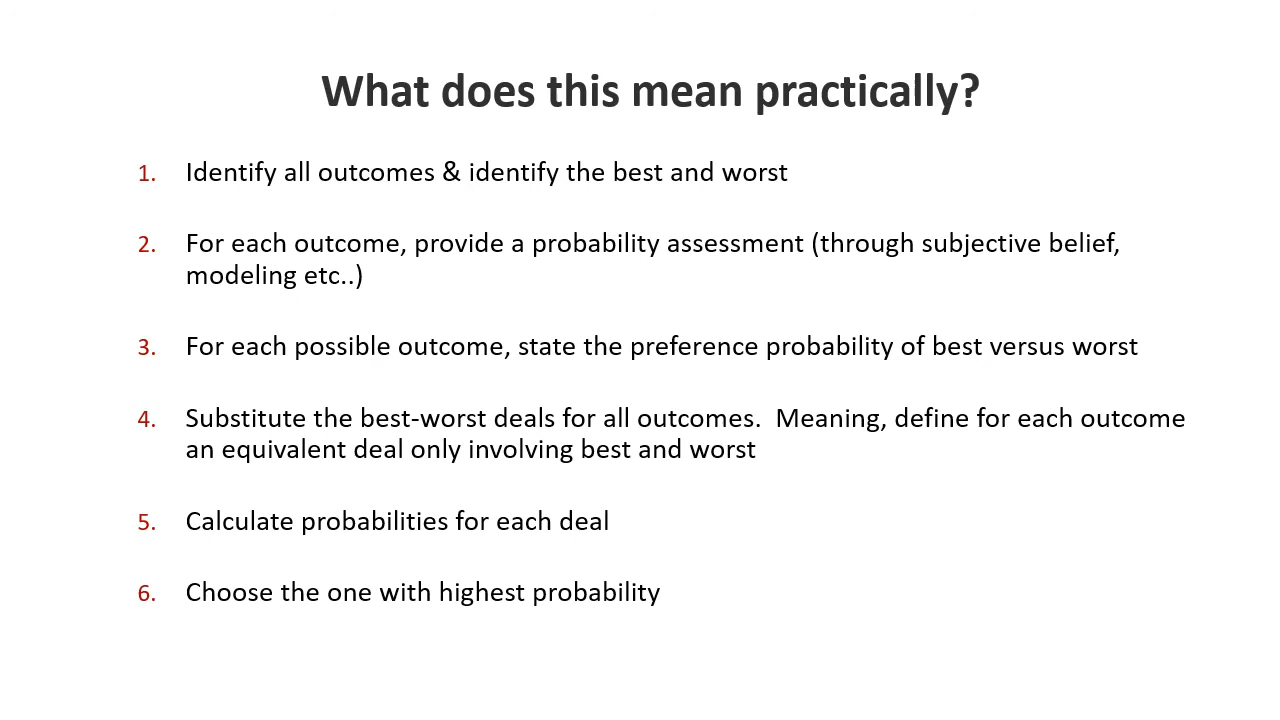 What does this mean practically?
1. Identify all outcomes & identify the best and worst
2. For each outcome, provide a probability assessment (through subjective belief,
modeling etc..)
3. For each possible outcome, state the preference probability of best versus worst
4. Substitute the best-worst deals for all outcomes.  Meaning, define for each outcome
an equivalent deal only involving best and worst
5. Calculate probabilities for each deal
6. Choose the one with highest probability